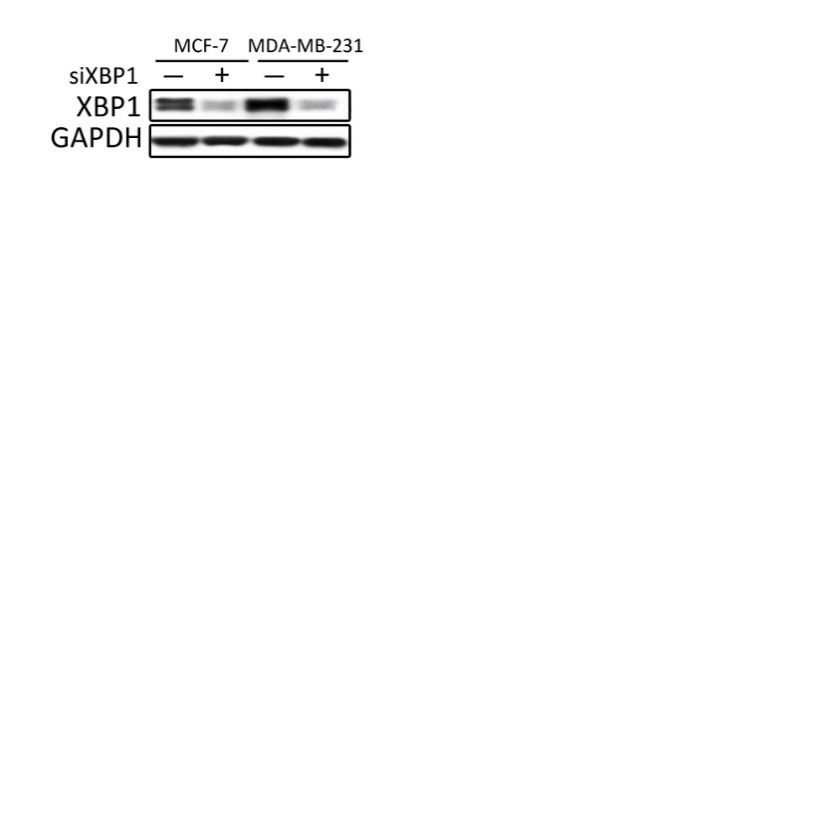 MCF-7 MDA-MB-231
siXBP1 — + — +
XBP1
GAPDH